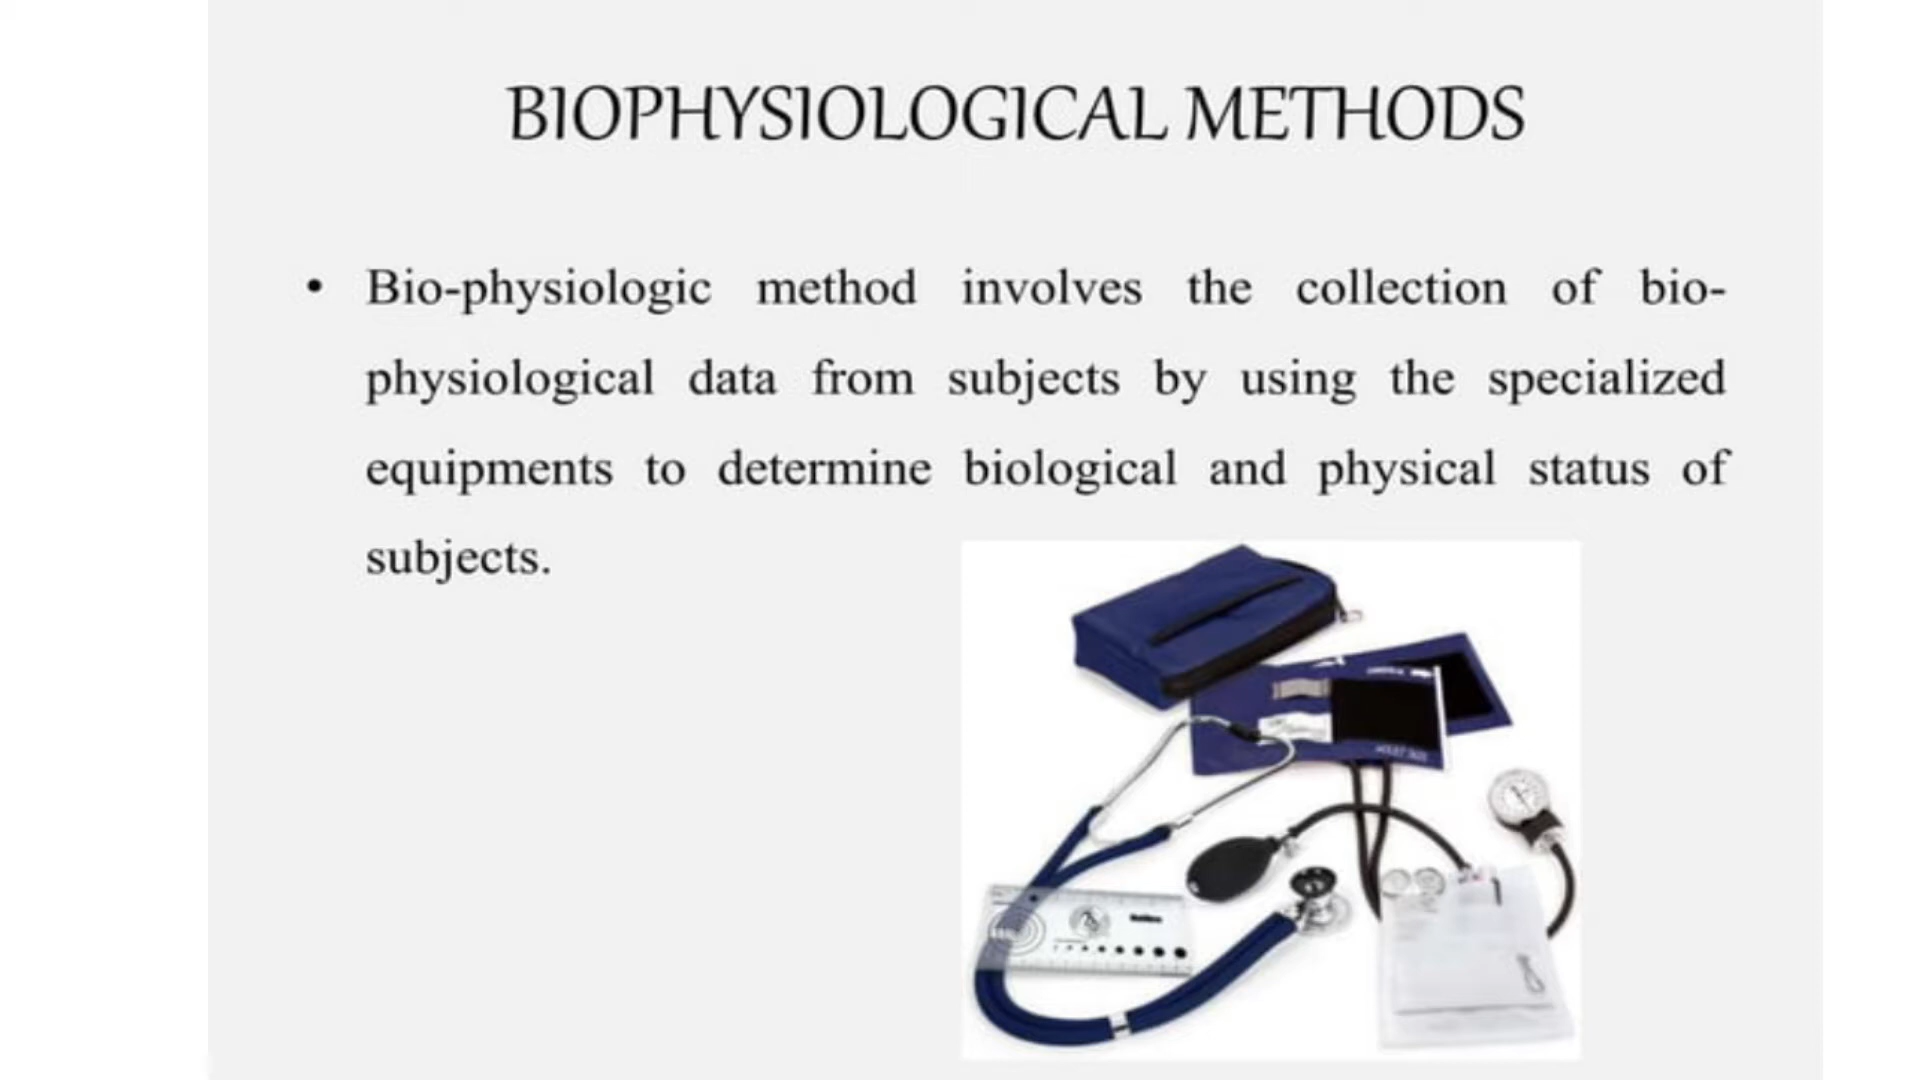 BIOPHYSIOLOGICAL METHODS
• Bio-physiologic method involves the collection of bio-
physiological data from subjects by using the specialized
equipments to determine biological and physical status of
subjects.